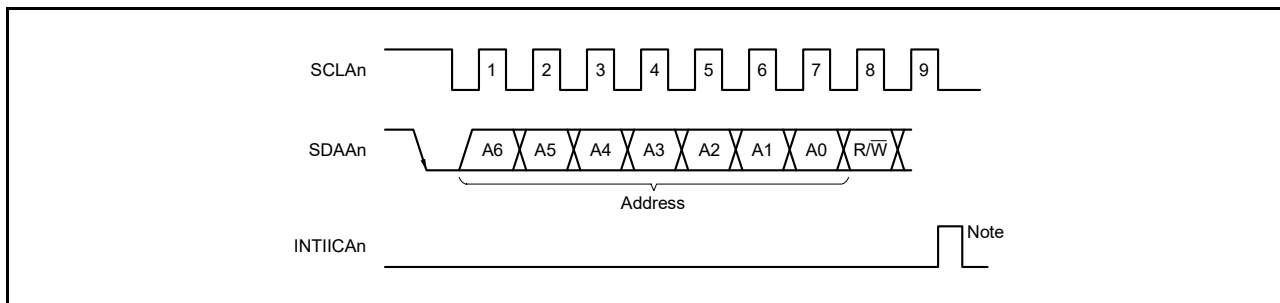 SCLAn 1 2 3 4 5 6 7 8 9
SDAAn A6 A5 A4 A3 A2 A1 A0 R/W̅
Address
INTIICAn Note